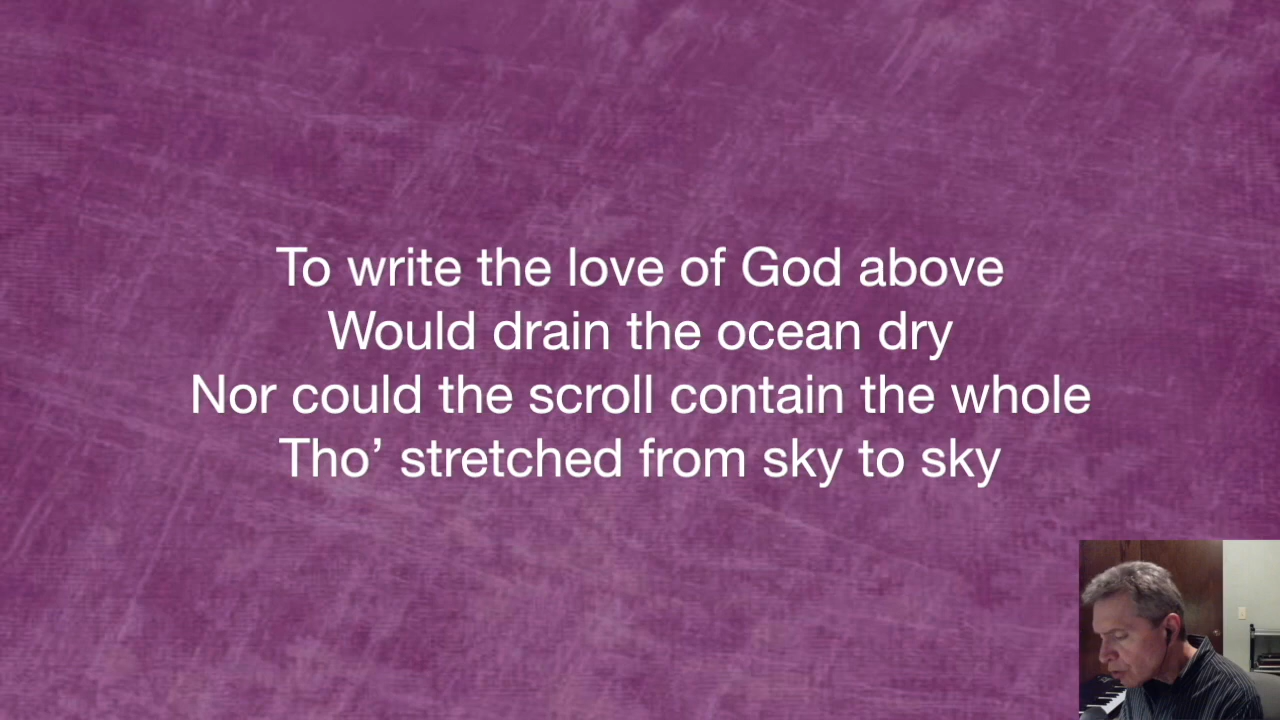 To write the love of God above
Would drain the ocean dry
Nor could the scroll contain the whole
Tho’ stretched from sky to sky